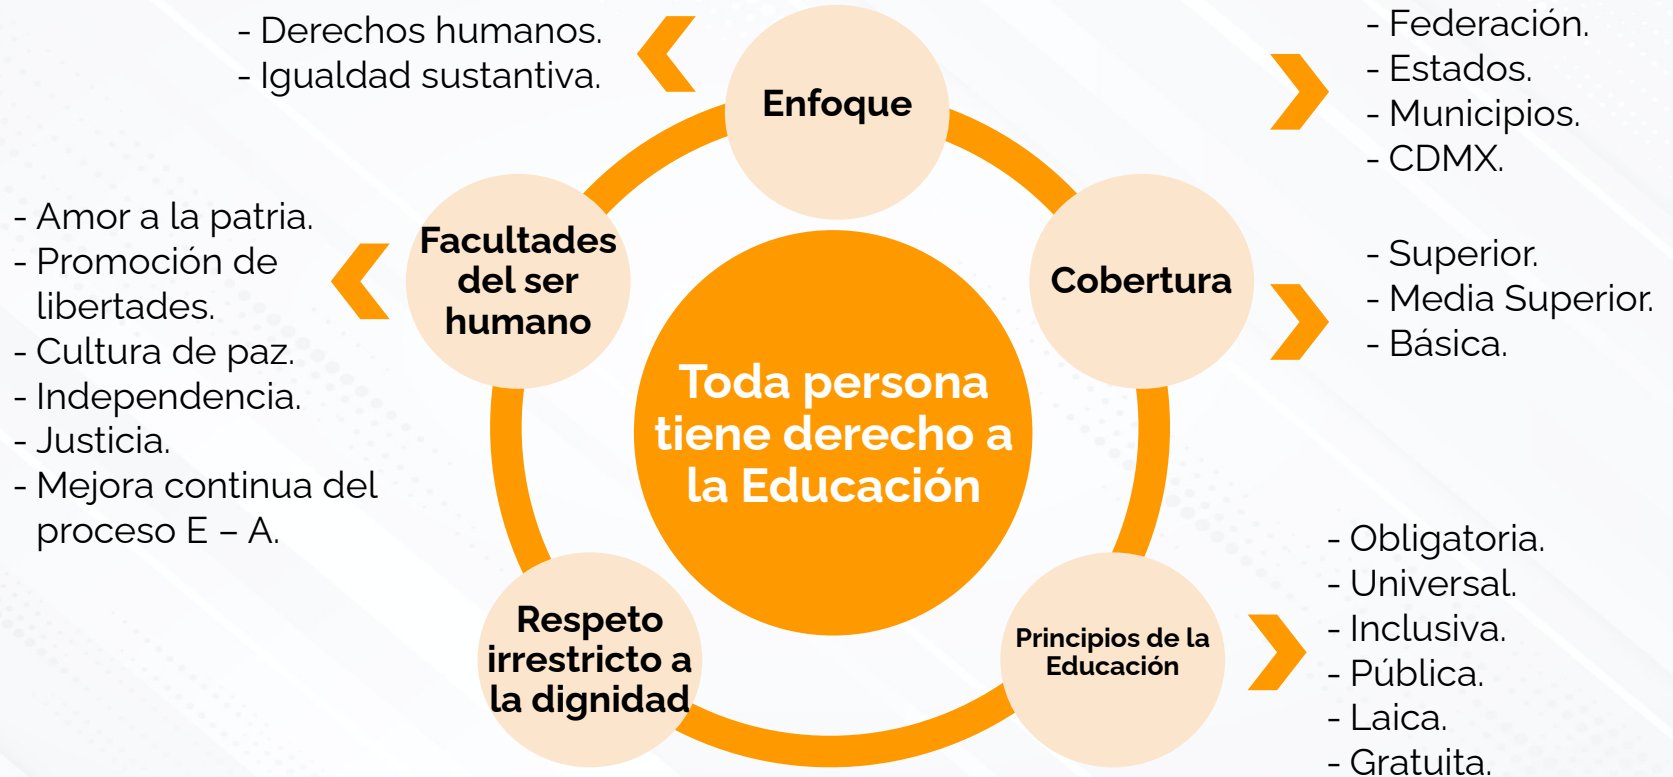 - Derechos humanos.
- Igualdad sustantiva.
Enfoque
- Federación.
- Estados.
- Municipios.
- CDMX.
Cobertura
- Superior.
- Media Superior.
- Básica.
Facultades
del ser
humano
- Amor a la patria.
- Promoción de
libertades.
- Cultura de paz.
- Independencia.
- Justicia.
- Mejora continua del
proceso E – A.
Toda persona
tiene derecho a
la Educación
Respeto
irrestricto a
la dignidad
Principios de la
Educación
- Obligatoria.
- Universal.
- Inclusiva.
- Pública.
- Laica.
- Gratuita.